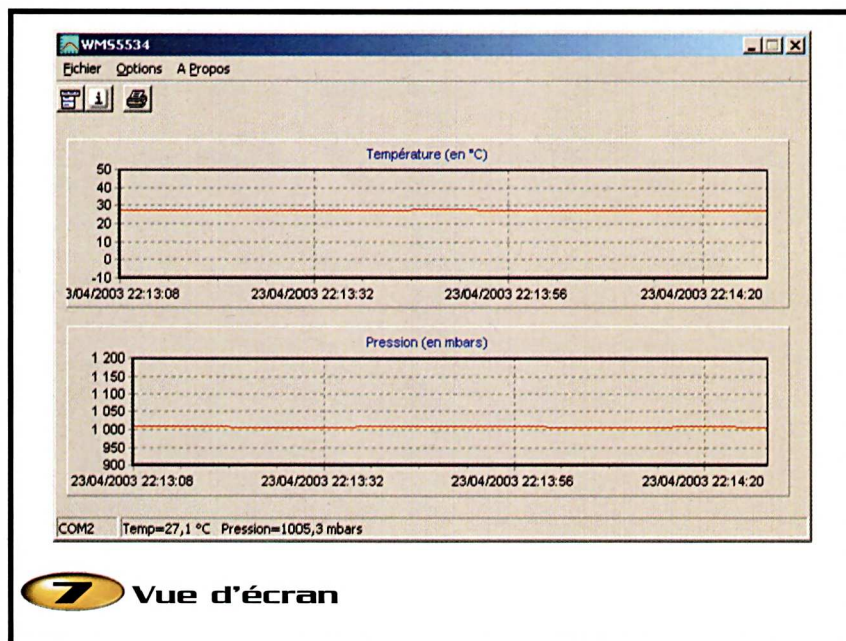 WMS5534
Fichier Options A Propos
Température (en °C)
50
40
30
20
10
0
-10
3/04/2003 22:13:08 23/04/2003 22:13:32 23/04/2003 22:13:56 23/04/2003 22:14:20
Pression (en mbars)
1 200
1 150
1 100
1 050
1 000
950
900
23/04/2003 22:13:08 23/04/2003 22:13:32 23/04/2003 22:13:56 23/04/2003 22:14:20
COM2 Temp=27,1 °C Pression=1005,3 mbars
7 Vue d'écran